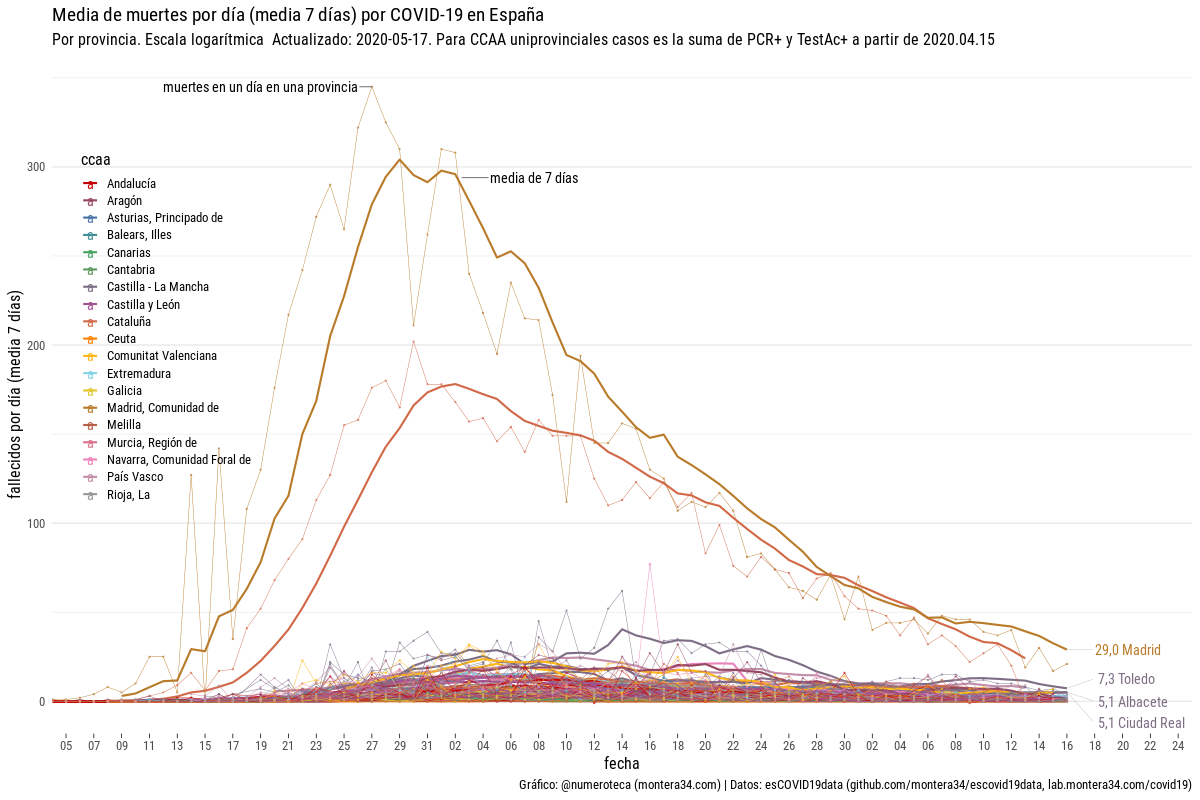 Media de muertes por día (media 7 días) por COVID-19 en España
Por provincia. Escala logarítmica  Actualizado: 2020-05-17. Para CCAA uniprovinciales casos es la suma de PCR+ y TestAc+ a partir de 2020.04.15
muertes en un día en una provincia
media de 7 días
ccaa
Andalucía
Aragón
Asturias, Principado de
Balears, Illes
Canarias
Cantabria
Castilla - La Mancha
Castilla y León
Cataluña
Ceuta
Comunitat Valenciana
Extremadura
Galicia
Madrid, Comunidad de
Melilla
Murcia, Región de
Navarra, Comunidad Foral de
País Vasco
Rioja, La
fallecidos por día (media 7 días)
300
200
100
0
29,0 Madrid
7,3 Toledo
5,1 Albacete
5,1 Ciudad Real
05 07 09 11 13 15 17 19 21 23 25 27 29 31 02 04 06 08 10 12 14 16 18 20 22 24 26 28 30 02 04 06 08 10 12 14 16 18 20 22 24
fecha
Gráfico: @numeroteca (montera34.com) | Datos: esCOVID19data (github.com/montera34/escovid19data, lab.montera34.com/covid19)